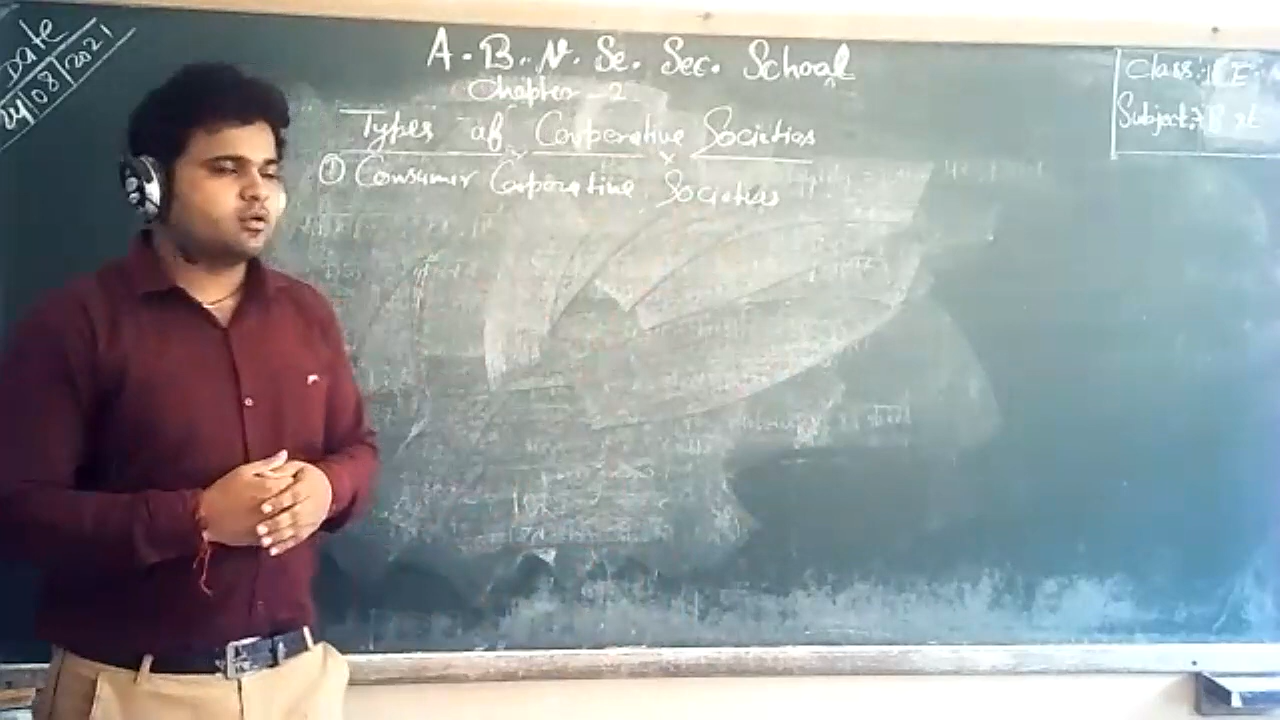 Date
24/08/2021
A. B. N. Se. Sec. School
Chapter - 2
Types of Cooperative Societies
① Consumer Cooperative Societies
Class:
Subject: